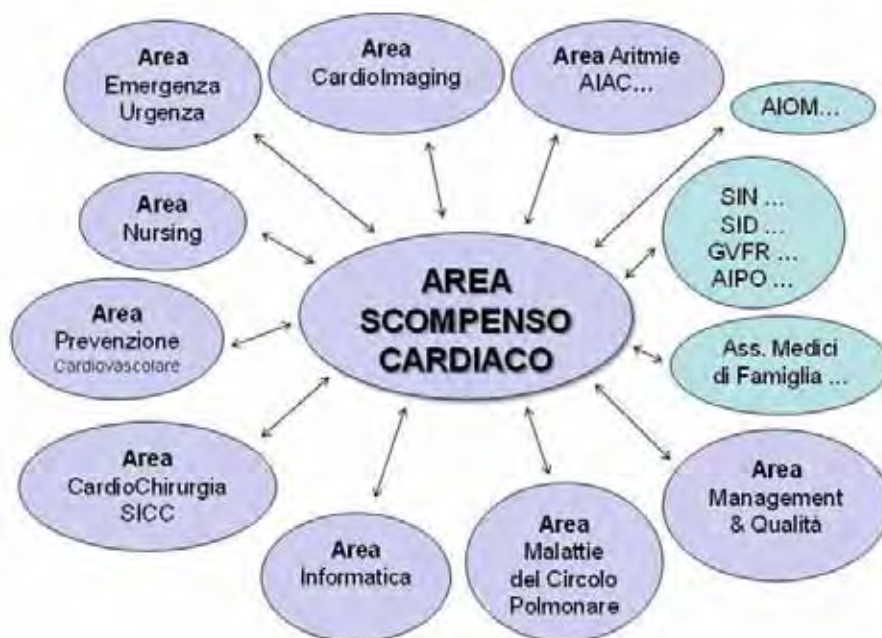 Area
Emergenza
Urgenza
Area
CardioImaging
Area Aritmie
AIAC...
AIOM...
Area
Nursing
SIN ...
SID ...
GVFR ...
AIPO ...
AREA
SCOMPENSO
CARDIACO
Area
Prevenzione
Cardiovascolare
Ass. Medici
di Famiglia ...
Area
CardioChirurgia
SICC
Area
Management
& Qualità
Area
Informatica
Area
Malattie
del Circolo
Polmonare